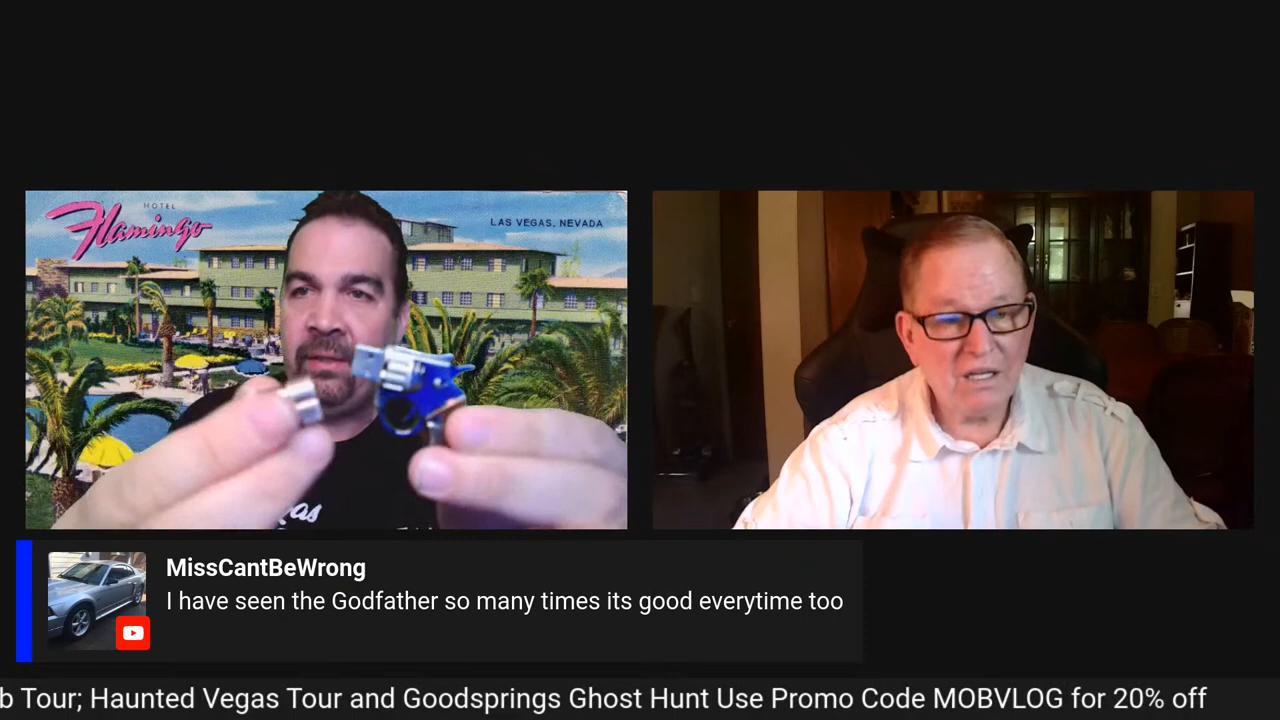 HOTEL
Flamingo
LAS VEGAS, NEVADA
MissCantBeWrong
I have seen the Godfather so many times its good everytime too
b Tour; Haunted Vegas Tour and Goodsprings Ghost Hunt Use Promo Code MOBVLOG for 20% off